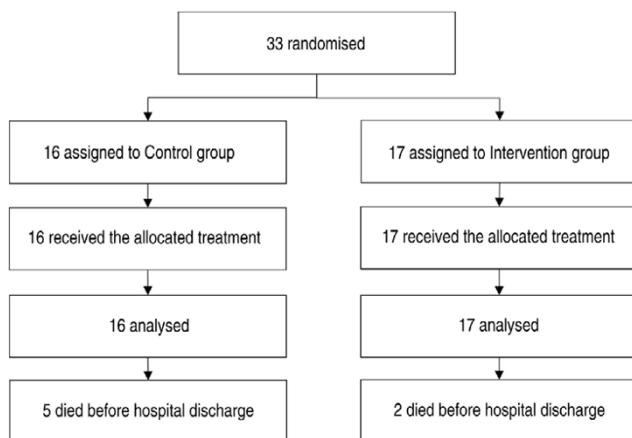 33 randomised
16 assigned to Control group
17 assigned to Intervention group
16 received the allocated treatment
17 received the allocated treatment
16 analysed
17 analysed
5 died before hospital discharge
2 died before hospital discharge